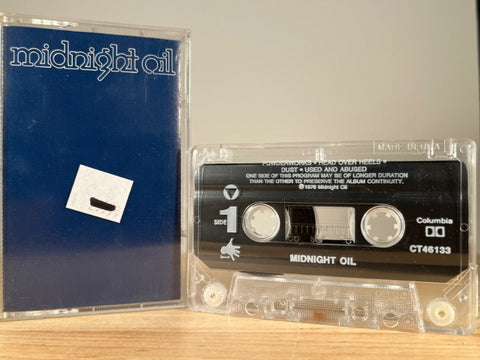 midnight oil
MADE IN U.S.A.
POWDERWORKS • HEAD OVER HEELS •
DUST • USED AND ABUSED
ONE SIDE OF THIS PROGRAM MAY BE OF LONGER DURATION
THAN THE OTHER TO PRESERVE THE ALBUM CONTINUITY.
℗ 1978 Midnight Oil
SIDE 1
Columbia
CT46133
MIDNIGHT OIL